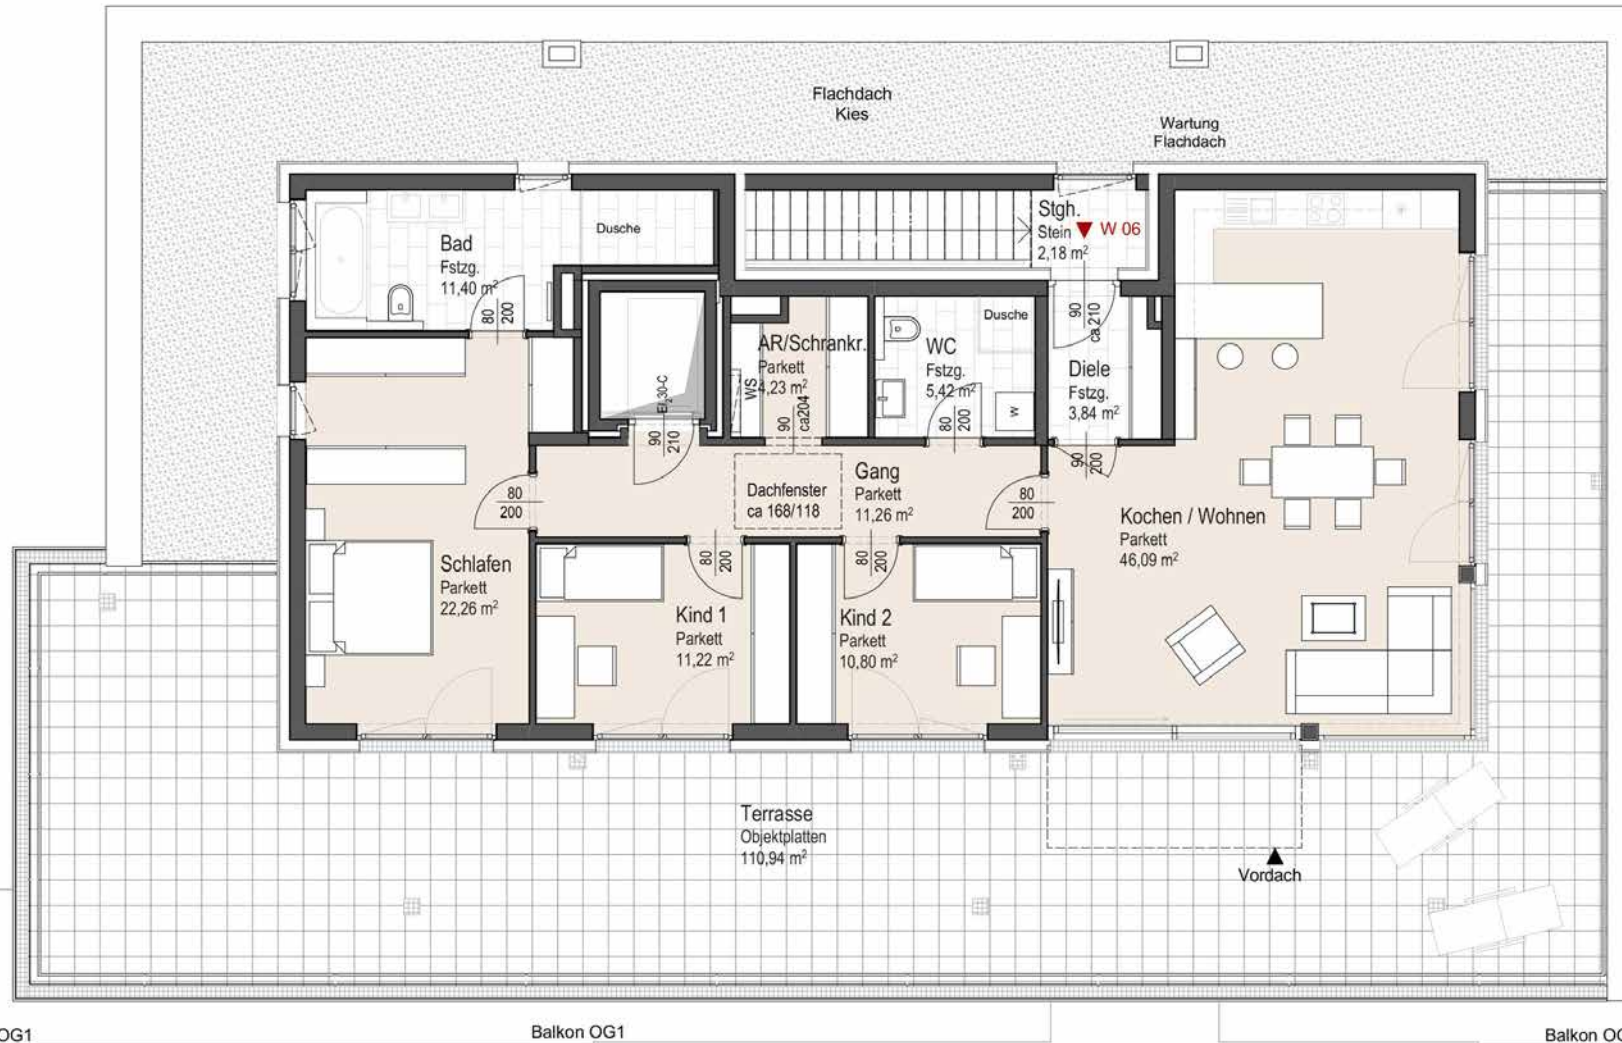 Flachdach
Kies
Wartung
Flachdach
Stgh.
Stein W 06
2,18 m²
Dusche
Bad
Fstzg.
11,40 m²
80
200
90
ca 210
Dusche
AR/Schrankr.
Parkett
4,23 m²
WS
90
ca204
WC
Fstzg.
5,42 m²
W
80
200
Diele
Fstzg.
3,84 m²
90
200
EI₂30-C
90
210
Dachfenster
ca 168/118
Gang
Parkett
11,26 m²
80
200
80
200
Kochen / Wohnen
Parkett
46,09 m²
Schlafen
Parkett
22,26 m²
80
200
80
200
Kind 1
Parkett
11,22 m²
Kind 2
Parkett
10,80 m²
Terrasse
Objektplatten
110,94 m²
Vordach
OG1
Balkon OG1
Balkon OG